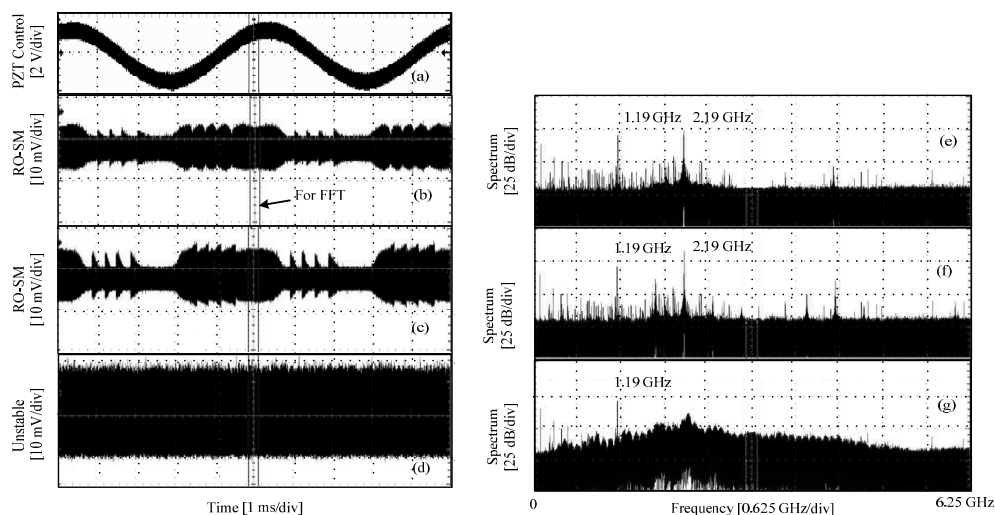 PZT Control
[2 V/div]
(a)
RO-SM
[10 mV/div]
(b)
For FFT
RO-SM
[10 mV/div]
(c)
Unstable
[10 mV/div]
(d)
Time [1 ms/div]
Spectrum
[25 dB/div]
1.19 GHz
2.19 GHz
(e)
Spectrum
[25 dB/div]
1.19 GHz
2.19 GHz
(f)
Spectrum
[25 dB/div]
1.19 GHz
(g)
0
Frequency [0.625 GHz/div]
6.25 GHz